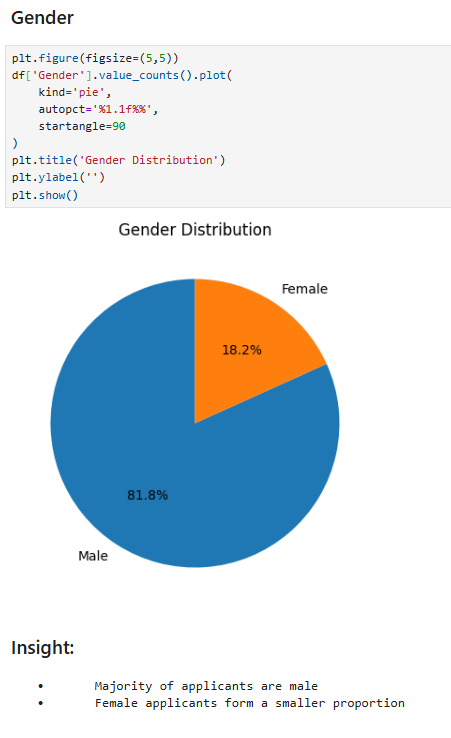 Gender
plt.figure(figsize=(5,5))
df['Gender'].value_counts().plot(
    kind='pie',
    autopct='%1.1f%%',
    startangle=90
)
plt.title('Gender Distribution')
plt.ylabel('')
plt.show()
Gender Distribution
Female
18.2%
81.8%
Male
Insight:
• Majority of applicants are male
• Female applicants form a smaller proportion